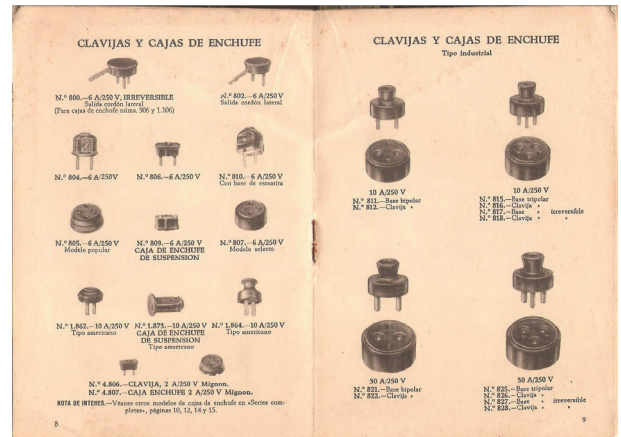 CLAVIJAS Y CAJAS DE ENCHUFE
N.º 800.—6 A/250 V, IRREVERSIBLE
Salida cordón lateral
(Para cajas de enchufe núms. 306 y 1.106)
N.º 802.—6 A/250 V
Salida cordón lateral
N.º 804.—6 A/250V
N.º 806.—6 A/250 V
N.º 810.—6 A/250 V
Con base de esteatita
N.º 805.—6 A/250 V
Modelo popular
N.º 809.—6 A/250 V
CAJA DE ENCHUFE
DE SUSPENSION
N.º 807.—6 A/250 V
Modelo selecto
N.º 1.862.—10 A/250 V
Tipo americano
N.º 1.873.—10 A/250 V
CAJA DE ENCHUFE
DE SUSPENSION
Tipo americano
N.º 1.864.—10 A/250 V
Tipo americano
N.º 4.806.—CLAVIJA, 2 A/250 V Mignon.
N.º 4.807.—CAJA ENCHUFE 2 A/250 V Mignon.
NOTA DE INTERES.—Véanse otros modelos de cajas de enchufe en «Series com-
pletas», páginas 10, 12, 14 y 15.
8
CLAVIJAS Y CAJAS DE ENCHUFE
Tipo industrial
10 A/250 V
N.º 811.—Base bipolar
N.º 812.—Clavija »
10 A/250 V
N.º 815.—Base tripolar
N.º 816.—Clavija »
N.º 817.—Base » irreversible
N.º 818.—Clavija » »
30 A/250 V
N.º 821.—Base bipolar
N.º 822.—Clavija »
30 A/250 V
N.º 825.—Base tripolar
N.º 826.—Clavija »
N.º 827.—Base » irreversible
N.º 828.—Clavija » »
9